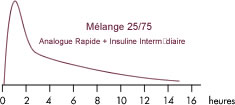 Mélange 25/75
Analogue Rapide + Insuline Interm□diaire
0 2 4 6 8 10 12 14 16 heures